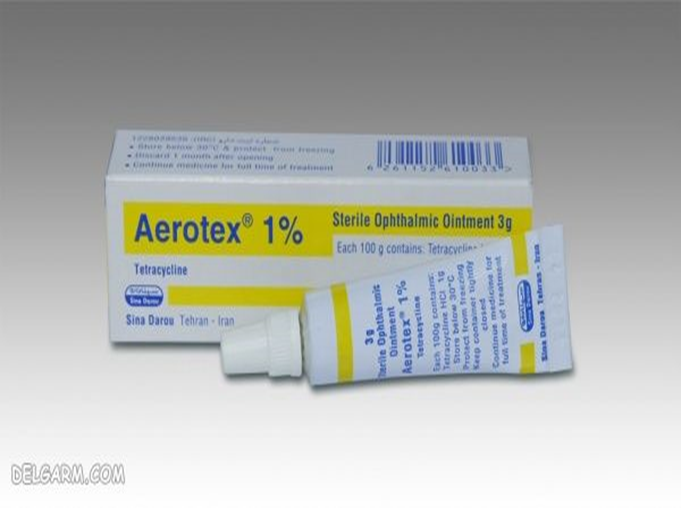 • Store below 30°C & protect from freezing
• Discard 1 month after opening
• Continue medicine for full time of treatment
6 261152 610033 >
Aerotex® 1%
Sterile Ophthalmic Ointment 3g
Each 100 g contains: Tetracycline
Tetracycline
Sina Darou
Sina Darou Tehran - Iran
3g
Sterile Ophthalmic
Ointment
Aerotex® 1%
Tetracycline
Each 100g contains:
Tetracycline HCl 1g
Store below 30°C
Protect from freezing
Keep container tightly
closed
Continue medicine for
full time of treatment
Sina Darou Tehran - Iran
DELGARM.COM